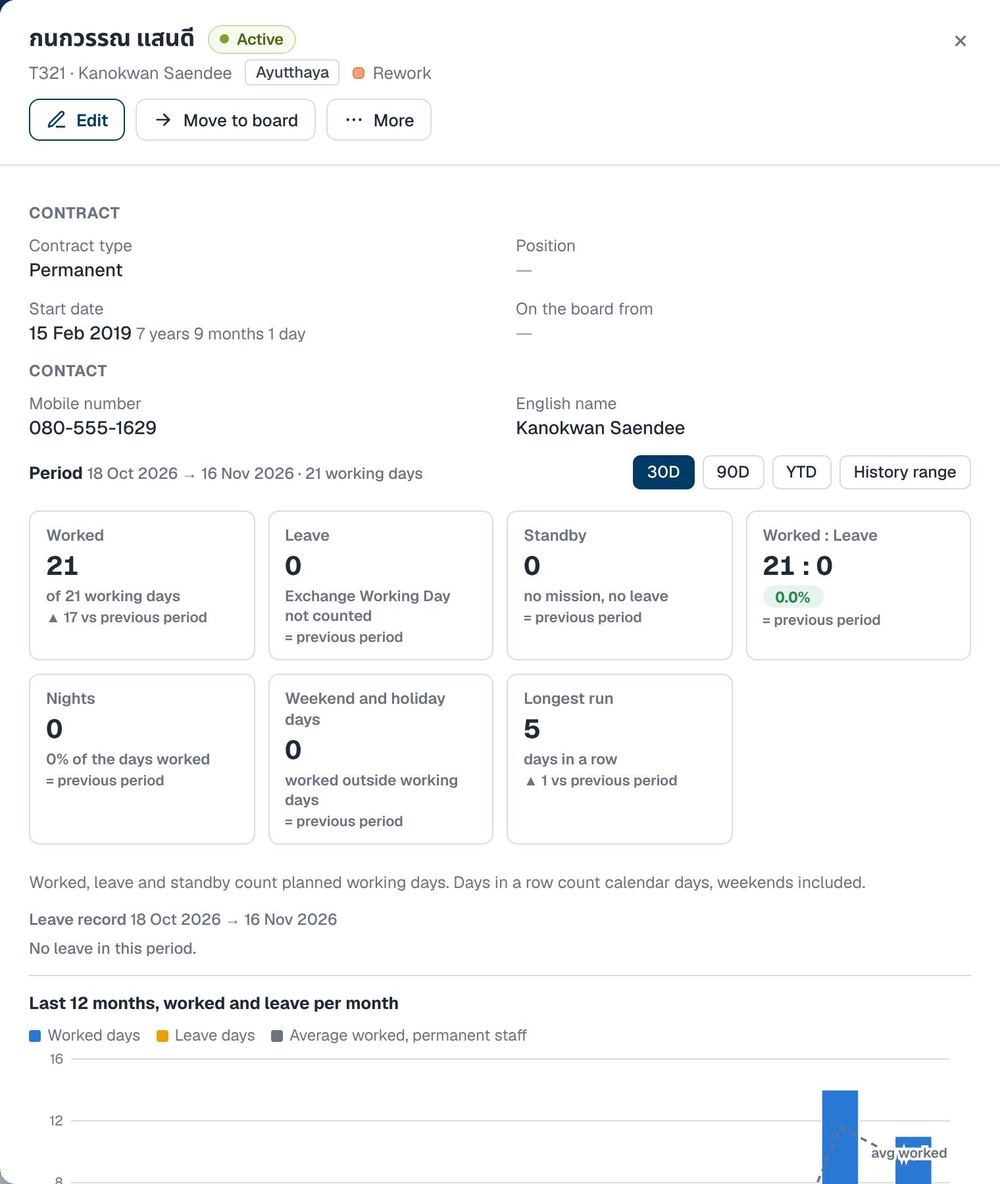 กนกวรรณ แสนดี Active
T321 · Kanokwan Saendee Ayutthaya Rework
Edit Move to board ··· More
CONTRACT
Contract type Position
Permanent —
Start date On the board from
15 Feb 2019 7 years 9 months 1 day —
CONTACT
Mobile number English name
080-555-1629 Kanokwan Saendee
Period 18 Oct 2026 → 16 Nov 2026 · 21 working days 30D 90D YTD History range
Worked
21
of 21 working days
▲ 17 vs previous period
Leave
0
Exchange Working Day
not counted
= previous period
Standby
0
no mission, no leave
= previous period
Worked : Leave
21 : 0
0.0%
= previous period
Nights
0
0% of the days worked
= previous period
Weekend and holiday
days
0
worked outside working
days
= previous period
Longest run
5
days in a row
▲ 1 vs previous period
Worked, leave and standby count planned working days. Days in a row count calendar days, weekends included.
Leave record 18 Oct 2026 → 16 Nov 2026
No leave in this period.
Last 12 months, worked and leave per month
Worked days Leave days Average worked, permanent staff
16
12
avg worked
8